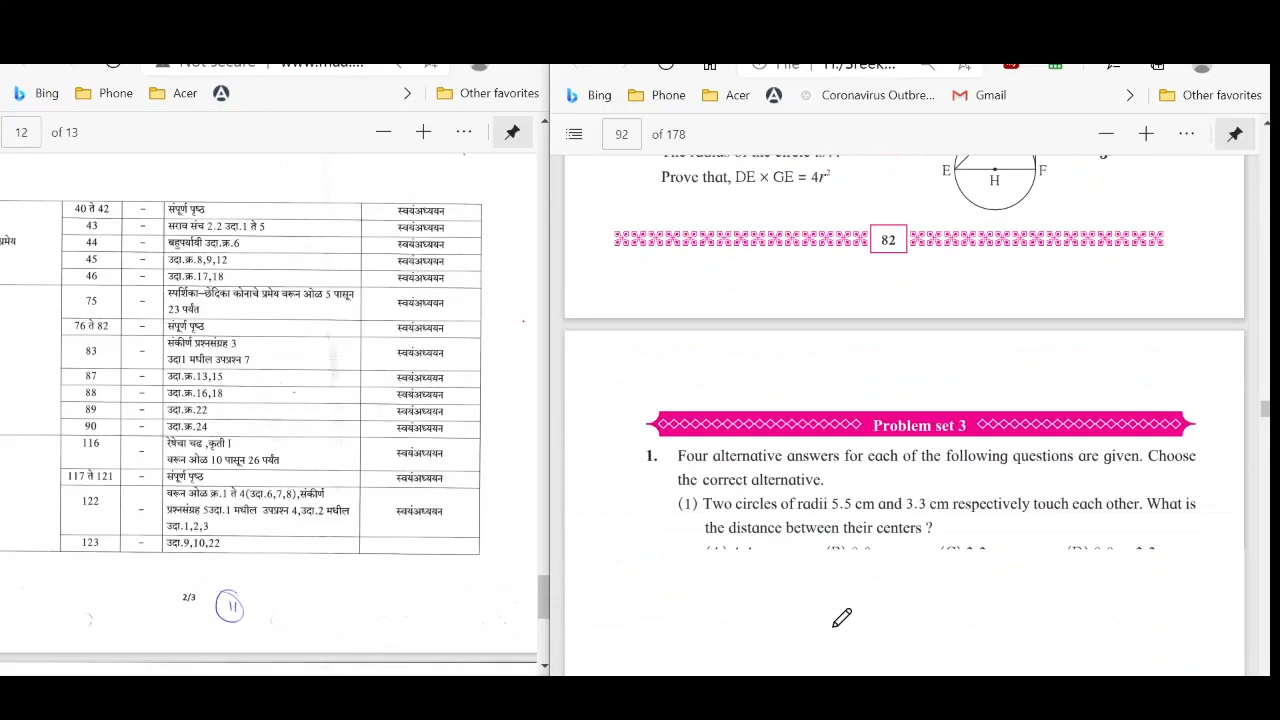 Not secure
Bing Phone Acer Other favorites
12 of 13
प्रमेय
40 ते 42 - संपूर्ण पृष्ठ स्वयंअध्ययन
43 - सराव संच 2.2 उदा.1 ते 5 स्वयंअध्ययन
44 - बहुपर्यायी उदा.क्र.6 स्वयंअध्ययन
45 - उदा.क्र.8,9,12 स्वयंअध्ययन
46 - उदा.क्र.17,18 स्वयंअध्ययन
75 - स्पर्शिका-छेदिका कोनाचे प्रमेय वरून ओळ 5 पासून
23 पर्यंत स्वयंअध्ययन
76 ते 82 - संपूर्ण पृष्ठ स्वयंअध्ययन
83 - संकीर्ण प्रश्नसंग्रह 3
उदा1 मधील उपप्रश्न 7 स्वयंअध्ययन
87 - उदा.क्र.13,15 स्वयंअध्ययन
88 - उदा.क्र.16,18 स्वयंअध्ययन
89 - उदा.क्र.22 स्वयंअध्ययन
90 - उदा.क्र.24 स्वयंअध्ययन
116 - रेषेचा चढ ,कृती I
वरून ओळ 10 पासून 26 पर्यंत स्वयंअध्ययन
117 ते 121 - संपूर्ण पृष्ठ स्वयंअध्ययन
122 - वरून ओळ क्र.1 ते 4(उदा.6,7,8),संकीर्ण
प्रश्नसंग्रह 5उदा.1 मधील उपप्रश्न 4,उदा.2 मधील
उदा.1,2,3 स्वयंअध्ययन
123 - उदा.9,10,22
2/3 11
File
Bing Phone Acer Coronavirus Outbre... Gmail Other favorites
92 of 178
Prove that, DE × GE = 4r²
E F
H
82
Problem set 3
1. Four alternative answers for each of the following questions are given. Choose
the correct alternative.
(1) Two circles of radii 5.5 cm and 3.3 cm respectively touch each other. What is
the distance between their centers ?